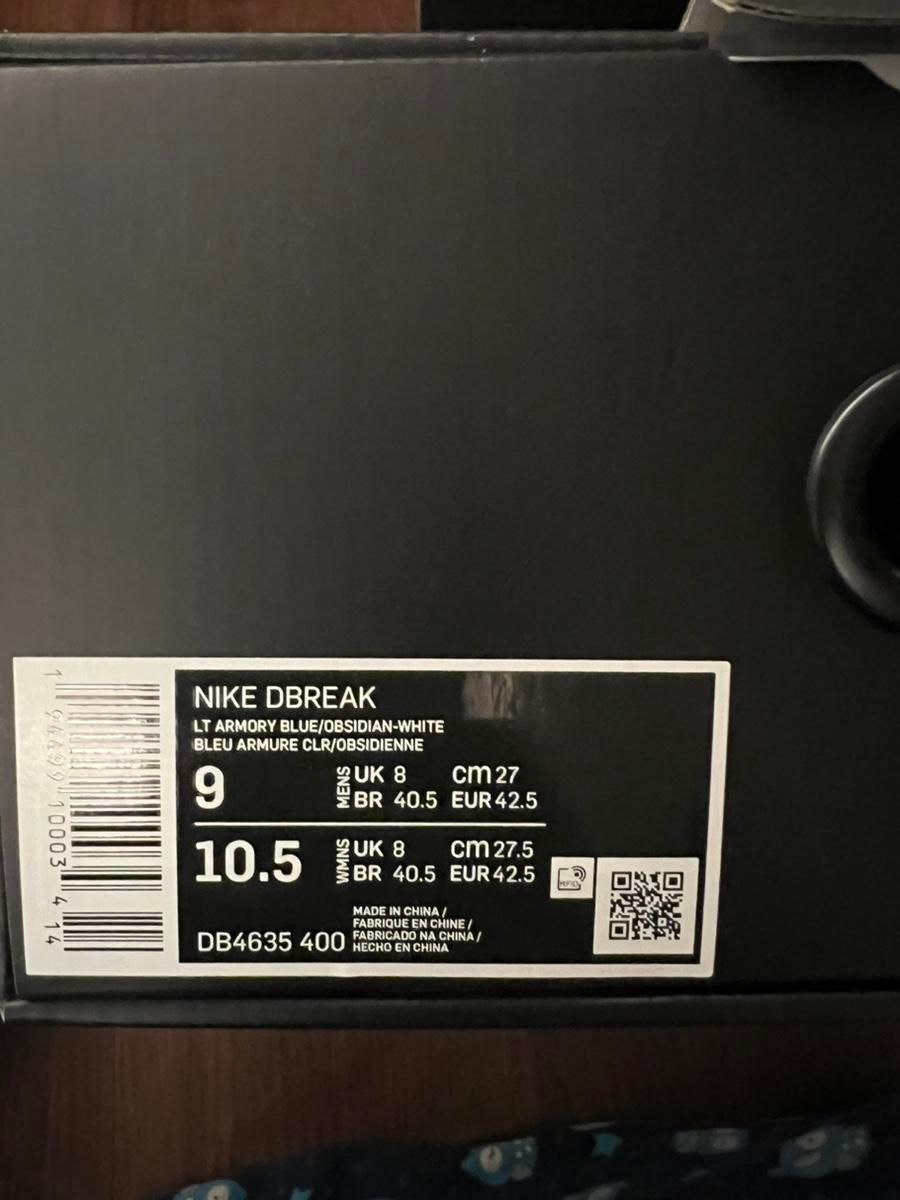 NIKE DBREAK
LT ARMORY BLUE/OBSIDIAN-WHITE
BLEU ARMURE CLR/OBSIDIENNE
9 MENS UK 8 cm 27
BR 40.5 EUR 42.5
10.5 WMNS UK 8 cm 27.5
BR 40.5 EUR 42.5
DB4635 400
MADE IN CHINA /
FABRIQUE EN CHINE /
FABRICADO NA CHINA /
HECHO EN CHINA